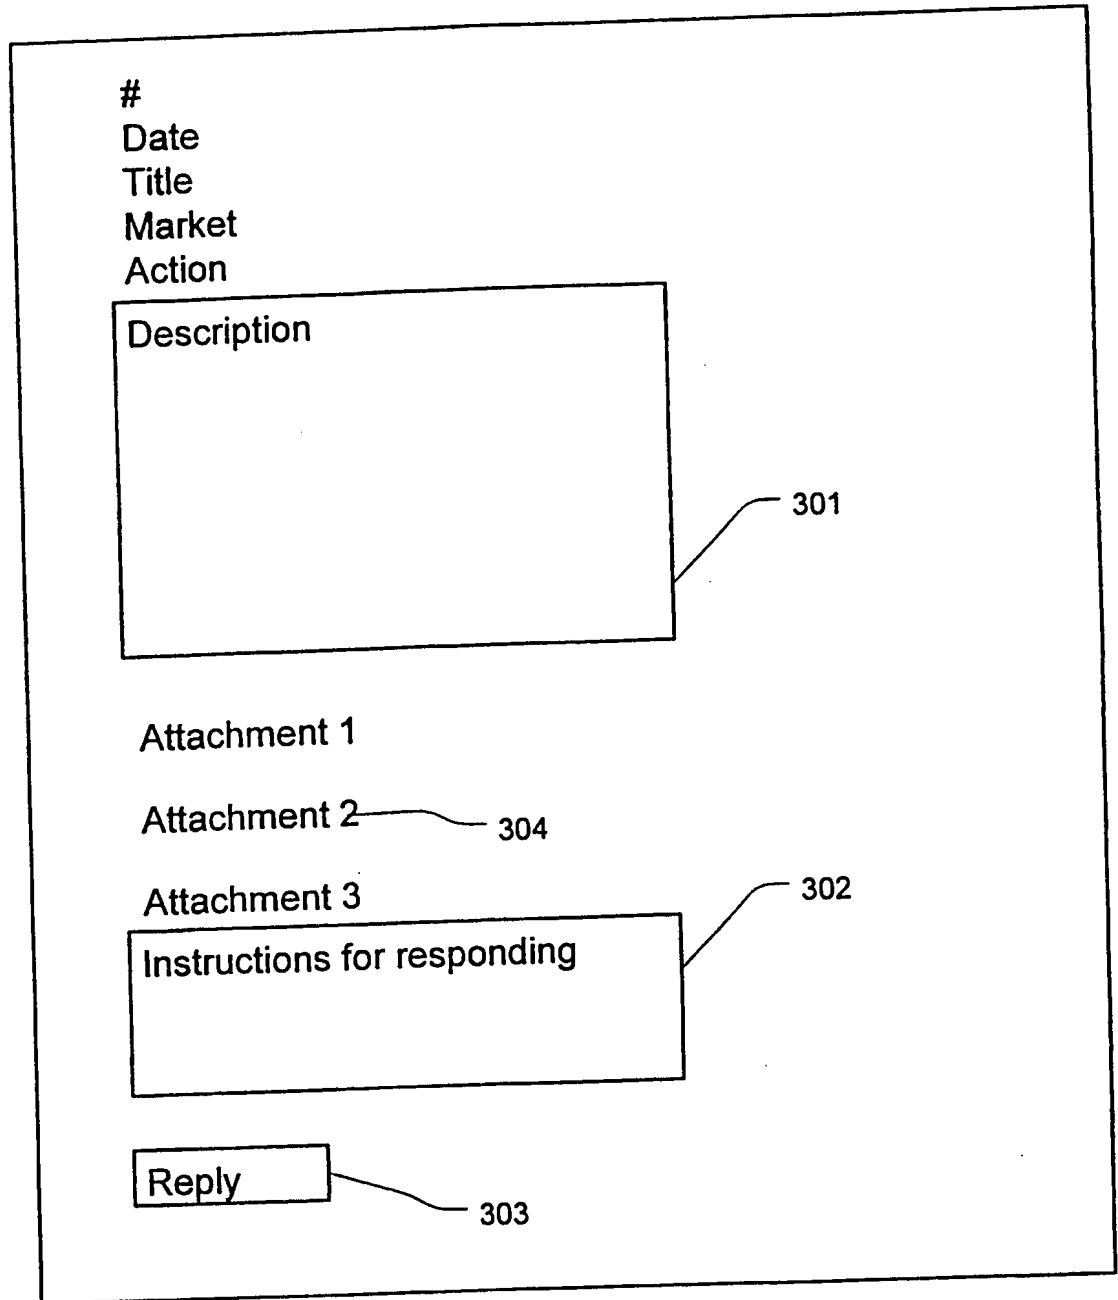 #
Date
Title
Market
Action
Description
301
Attachment 1
Attachment 2
304
Attachment 3
302
Instructions for responding
Reply
303